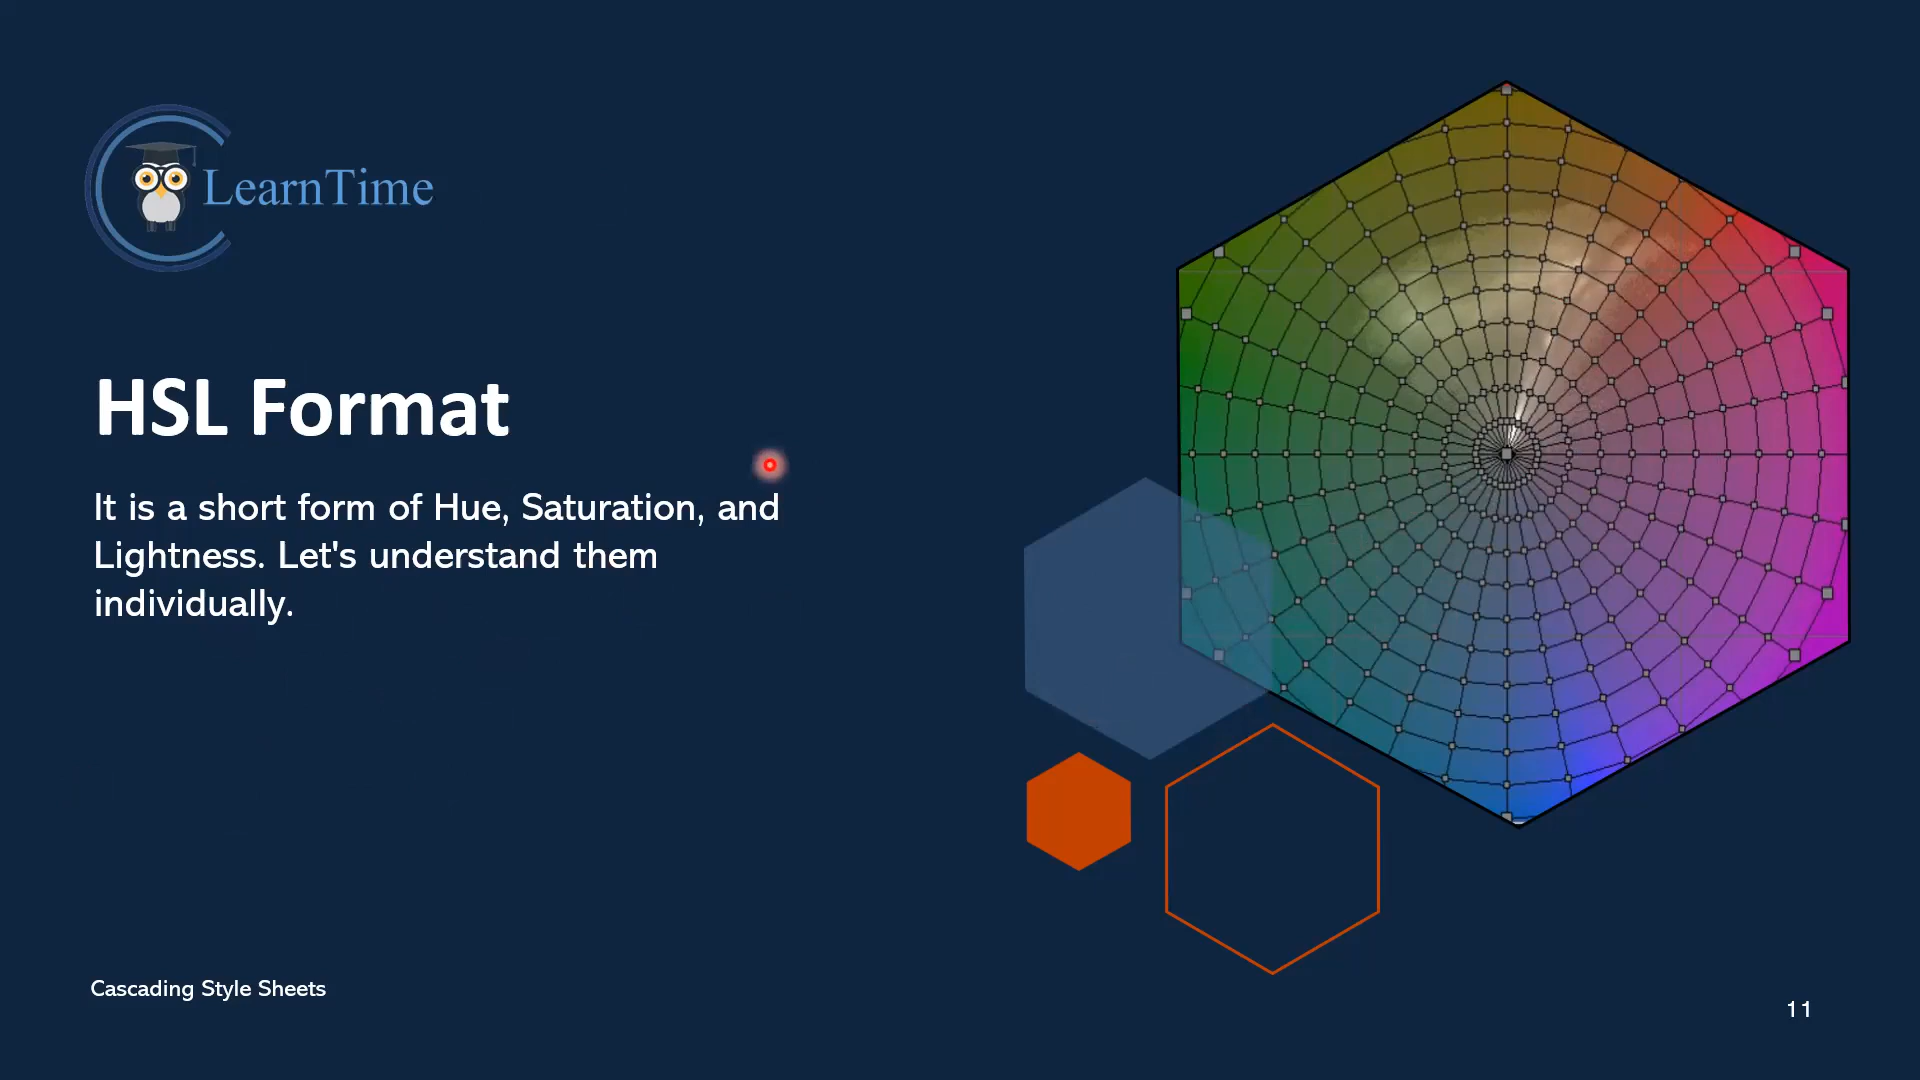 LearnTime
HSL Format
It is a short form of Hue, Saturation, and
Lightness. Let's understand them
individually.
Cascading Style Sheets
11